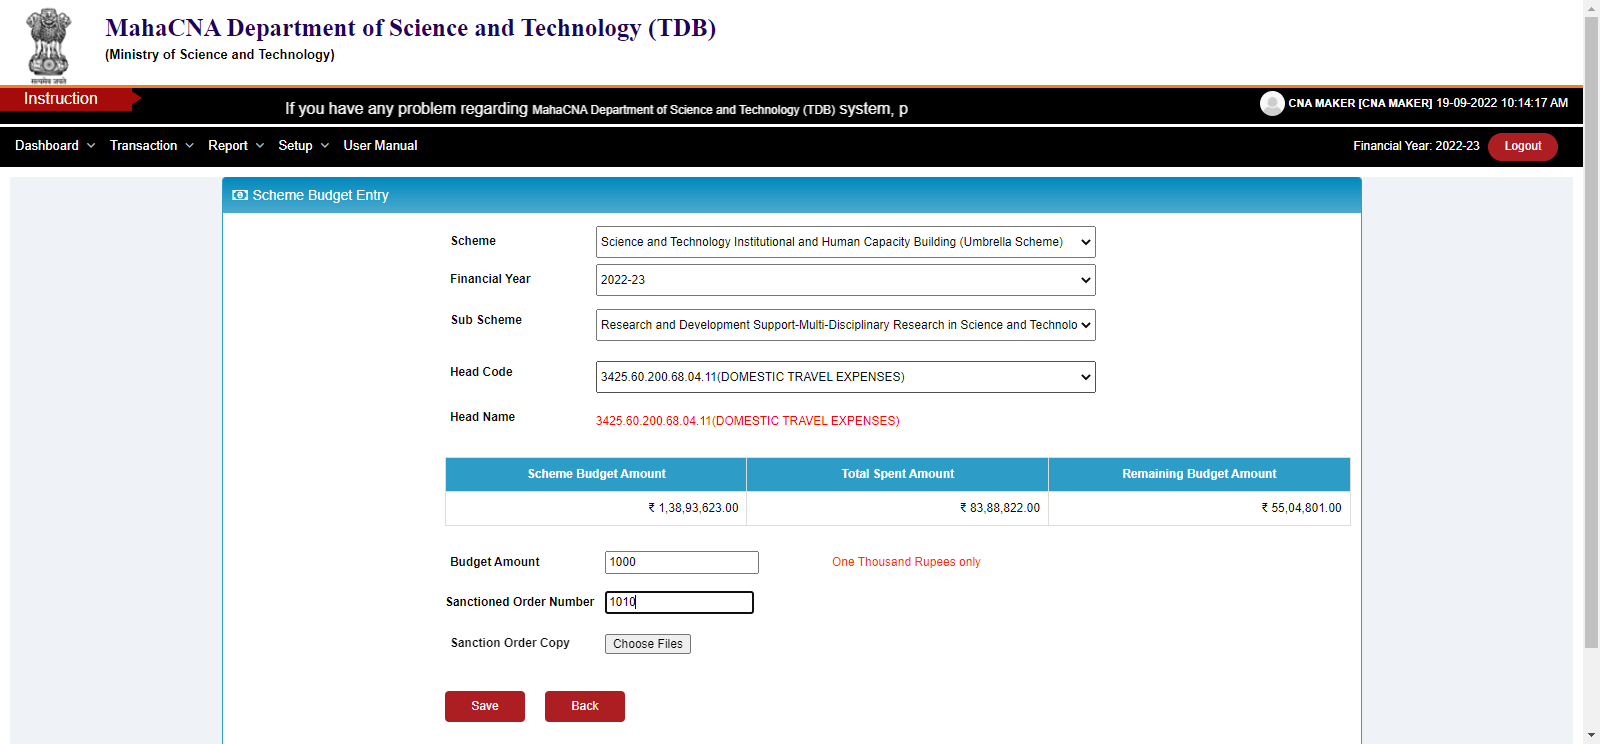 MahaCNA Department of Science and Technology (TDB)
(Ministry of Science and Technology)
सत्यमेव जयते
Instruction
If you have any problem regarding MahaCNA Department of Science and Technology (TDB) system, p
CNA MAKER [CNA MAKER] 19-09-2022 10:14:17 AM
Dashboard Transaction Report Setup User Manual
Financial Year: 2022-23 Logout
Scheme Budget Entry
Scheme Science and Technology Institutional and Human Capacity Building (Umbrella Scheme)
Financial Year 2022-23
Sub Scheme Research and Development Support-Multi-Disciplinary Research in Science and Technolo
Head Code 3425.60.200.68.04.11(DOMESTIC TRAVEL EXPENSES)
Head Name 3425.60.200.68.04.11(DOMESTIC TRAVEL EXPENSES)
Scheme Budget Amount Total Spent Amount Remaining Budget Amount
₹ 1,38,93,623.00 ₹ 83,88,822.00 ₹ 55,04,801.00
Budget Amount 1000 One Thousand Rupees only
Sanctioned Order Number 1010
Sanction Order Copy Choose Files
Save Back